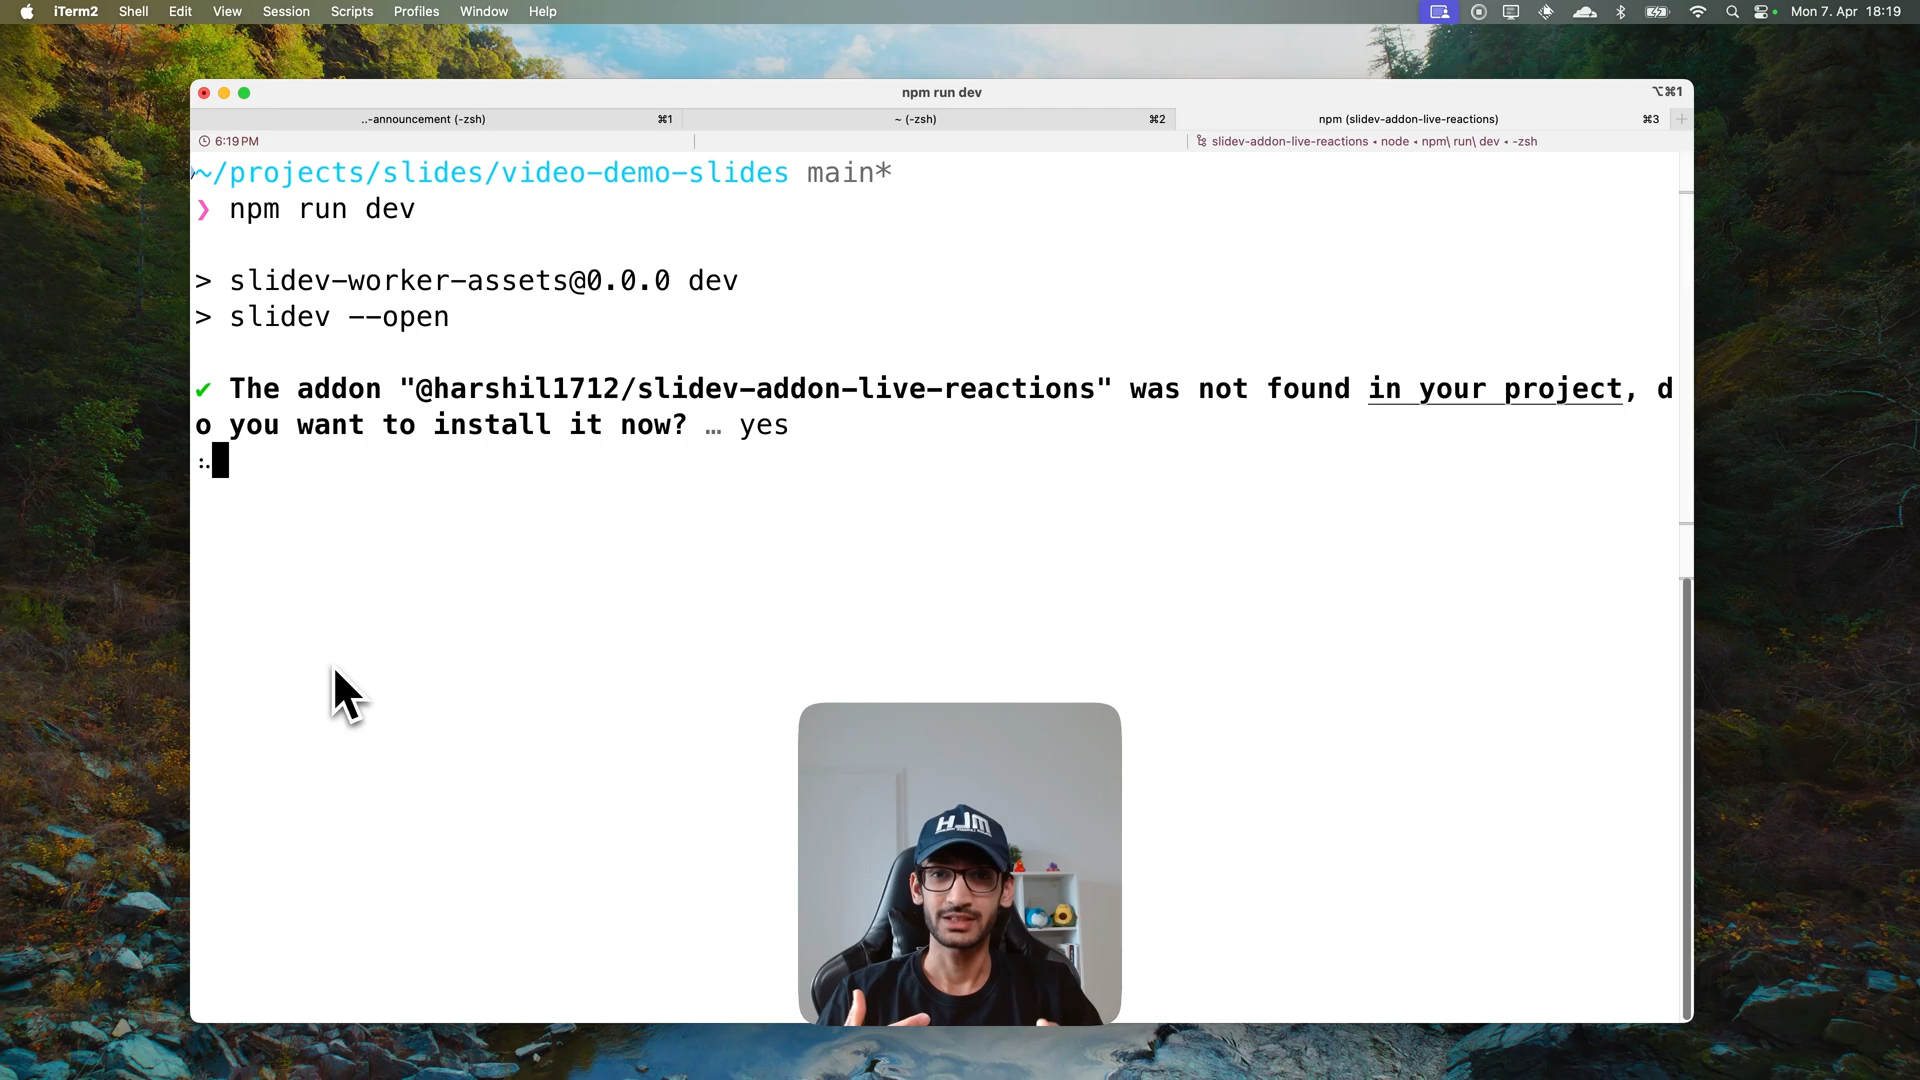 iTerm2 Shell Edit View Session Scripts Profiles Window Help Mon 7. Apr 18:19
npm run dev ⌥⌘1
..-announcement (-zsh) ⌘1 ~ (-zsh) ⌘2 npm (slidev-addon-live-reactions) ⌘3
6:19 PM slidev-addon-live-reactions ◂ node ◂ npm\ run\ dev ◂ -zsh
~/projects/slides/video-demo-slides main*
❯ npm run dev
> slidev-worker-assets@0.0.0 dev
> slidev --open
✔ The addon "@harshil1712/slidev-addon-live-reactions" was not found in your project, d
o you want to install it now? … yes